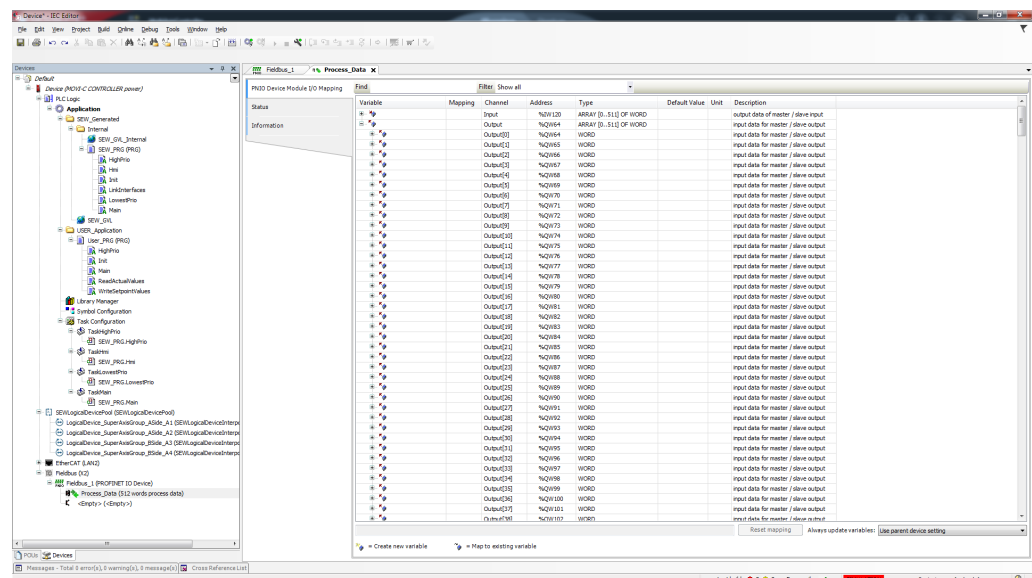 Device* - IEC Editor
File Edit View Project Build Online Debug Tools Window Help
Devices
Default
Device (MOVI-C CONTROLLER power)
PLC Logic
Application
SEW_Generated
Internal
SEW_GVL_Internal
SEW_PRG (PRG)
HighPrio
Hmi
Init
LinkInterfaces
LowestPrio
Main
SEW_GVL
USER_Application
User_PRG (PRG)
HighPrio
Init
Main
ReadActualValues
WriteSetpointValues
Library Manager
Symbol Configuration
Task Configuration
TaskHighPrio
SEW_PRG.HighPrio
TaskHmi
SEW_PRG.Hmi
TaskLowestPrio
SEW_PRG.LowestPrio
TaskMain
SEW_PRG.Main
SEWLogicalDevicePool (SEWLogicalDevicePool)
LogicalDevice_SuperAxisGroup_ASide_A1 (SEWLogicalDeviceInterpo
LogicalDevice_SuperAxisGroup_ASide_A2 (SEWLogicalDeviceInterpo
LogicalDevice_SuperAxisGroup_BSide_A3 (SEWLogicalDeviceInterpo
LogicalDevice_SuperAxisGroup_BSide_A4 (SEWLogicalDeviceInterpo
EtherCAT (LAN2)
Fieldbus (X2)
Fieldbus_1 (PROFINET IO Device)
Process_Data (512 words process data)
<Empty> (<Empty>)
POUs Devices
Fieldbus_1 Process_Data x
PNIO Device Module I/O Mapping
Status
Information
Find Filter Show all
Variable Mapping Channel Address Type Default Value Unit Description
Input %IW120 ARRAY [0..511] OF WORD output data of master / slave input
Output %QW64 ARRAY [0..511] OF WORD input data for master / slave output
Output[0] %QW64 WORD input data for master / slave output
Output[1] %QW65 WORD input data for master / slave output
Output[2] %QW66 WORD input data for master / slave output
Output[3] %QW67 WORD input data for master / slave output
Output[4] %QW68 WORD input data for master / slave output
Output[5] %QW69 WORD input data for master / slave output
Output[6] %QW70 WORD input data for master / slave output
Output[7] %QW71 WORD input data for master / slave output
Output[8] %QW72 WORD input data for master / slave output
Output[9] %QW73 WORD input data for master / slave output
Output[10] %QW74 WORD input data for master / slave output
Output[11] %QW75 WORD input data for master / slave output
Output[12] %QW76 WORD input data for master / slave output
Output[13] %QW77 WORD input data for master / slave output
Output[14] %QW78 WORD input data for master / slave output
Output[15] %QW79 WORD input data for master / slave output
Output[16] %QW80 WORD input data for master / slave output
Output[17] %QW81 WORD input data for master / slave output
Output[18] %QW82 WORD input data for master / slave output
Output[19] %QW83 WORD input data for master / slave output
Output[20] %QW84 WORD input data for master / slave output
Output[21] %QW85 WORD input data for master / slave output
Output[22] %QW86 WORD input data for master / slave output
Output[23] %QW87 WORD input data for master / slave output
Output[24] %QW88 WORD input data for master / slave output
Output[25] %QW89 WORD input data for master / slave output
Output[26] %QW90 WORD input data for master / slave output
Output[27] %QW91 WORD input data for master / slave output
Output[28] %QW92 WORD input data for master / slave output
Output[29] %QW93 WORD input data for master / slave output
Output[30] %QW94 WORD input data for master / slave output
Output[31] %QW95 WORD input data for master / slave output
Output[32] %QW96 WORD input data for master / slave output
Output[33] %QW97 WORD input data for master / slave output
Output[34] %QW98 WORD input data for master / slave output
Output[35] %QW99 WORD input data for master / slave output
Output[36] %QW100 WORD input data for master / slave output
Output[37] %QW101 WORD input data for master / slave output
Output[38] %QW102 WORD input data for master / slave output
Reset mapping Always update variables: Use parent device setting
= Create new variable = Map to existing variable
Messages - Total 0 error(s), 0 warning(s), 0 message(s) Cross Reference List